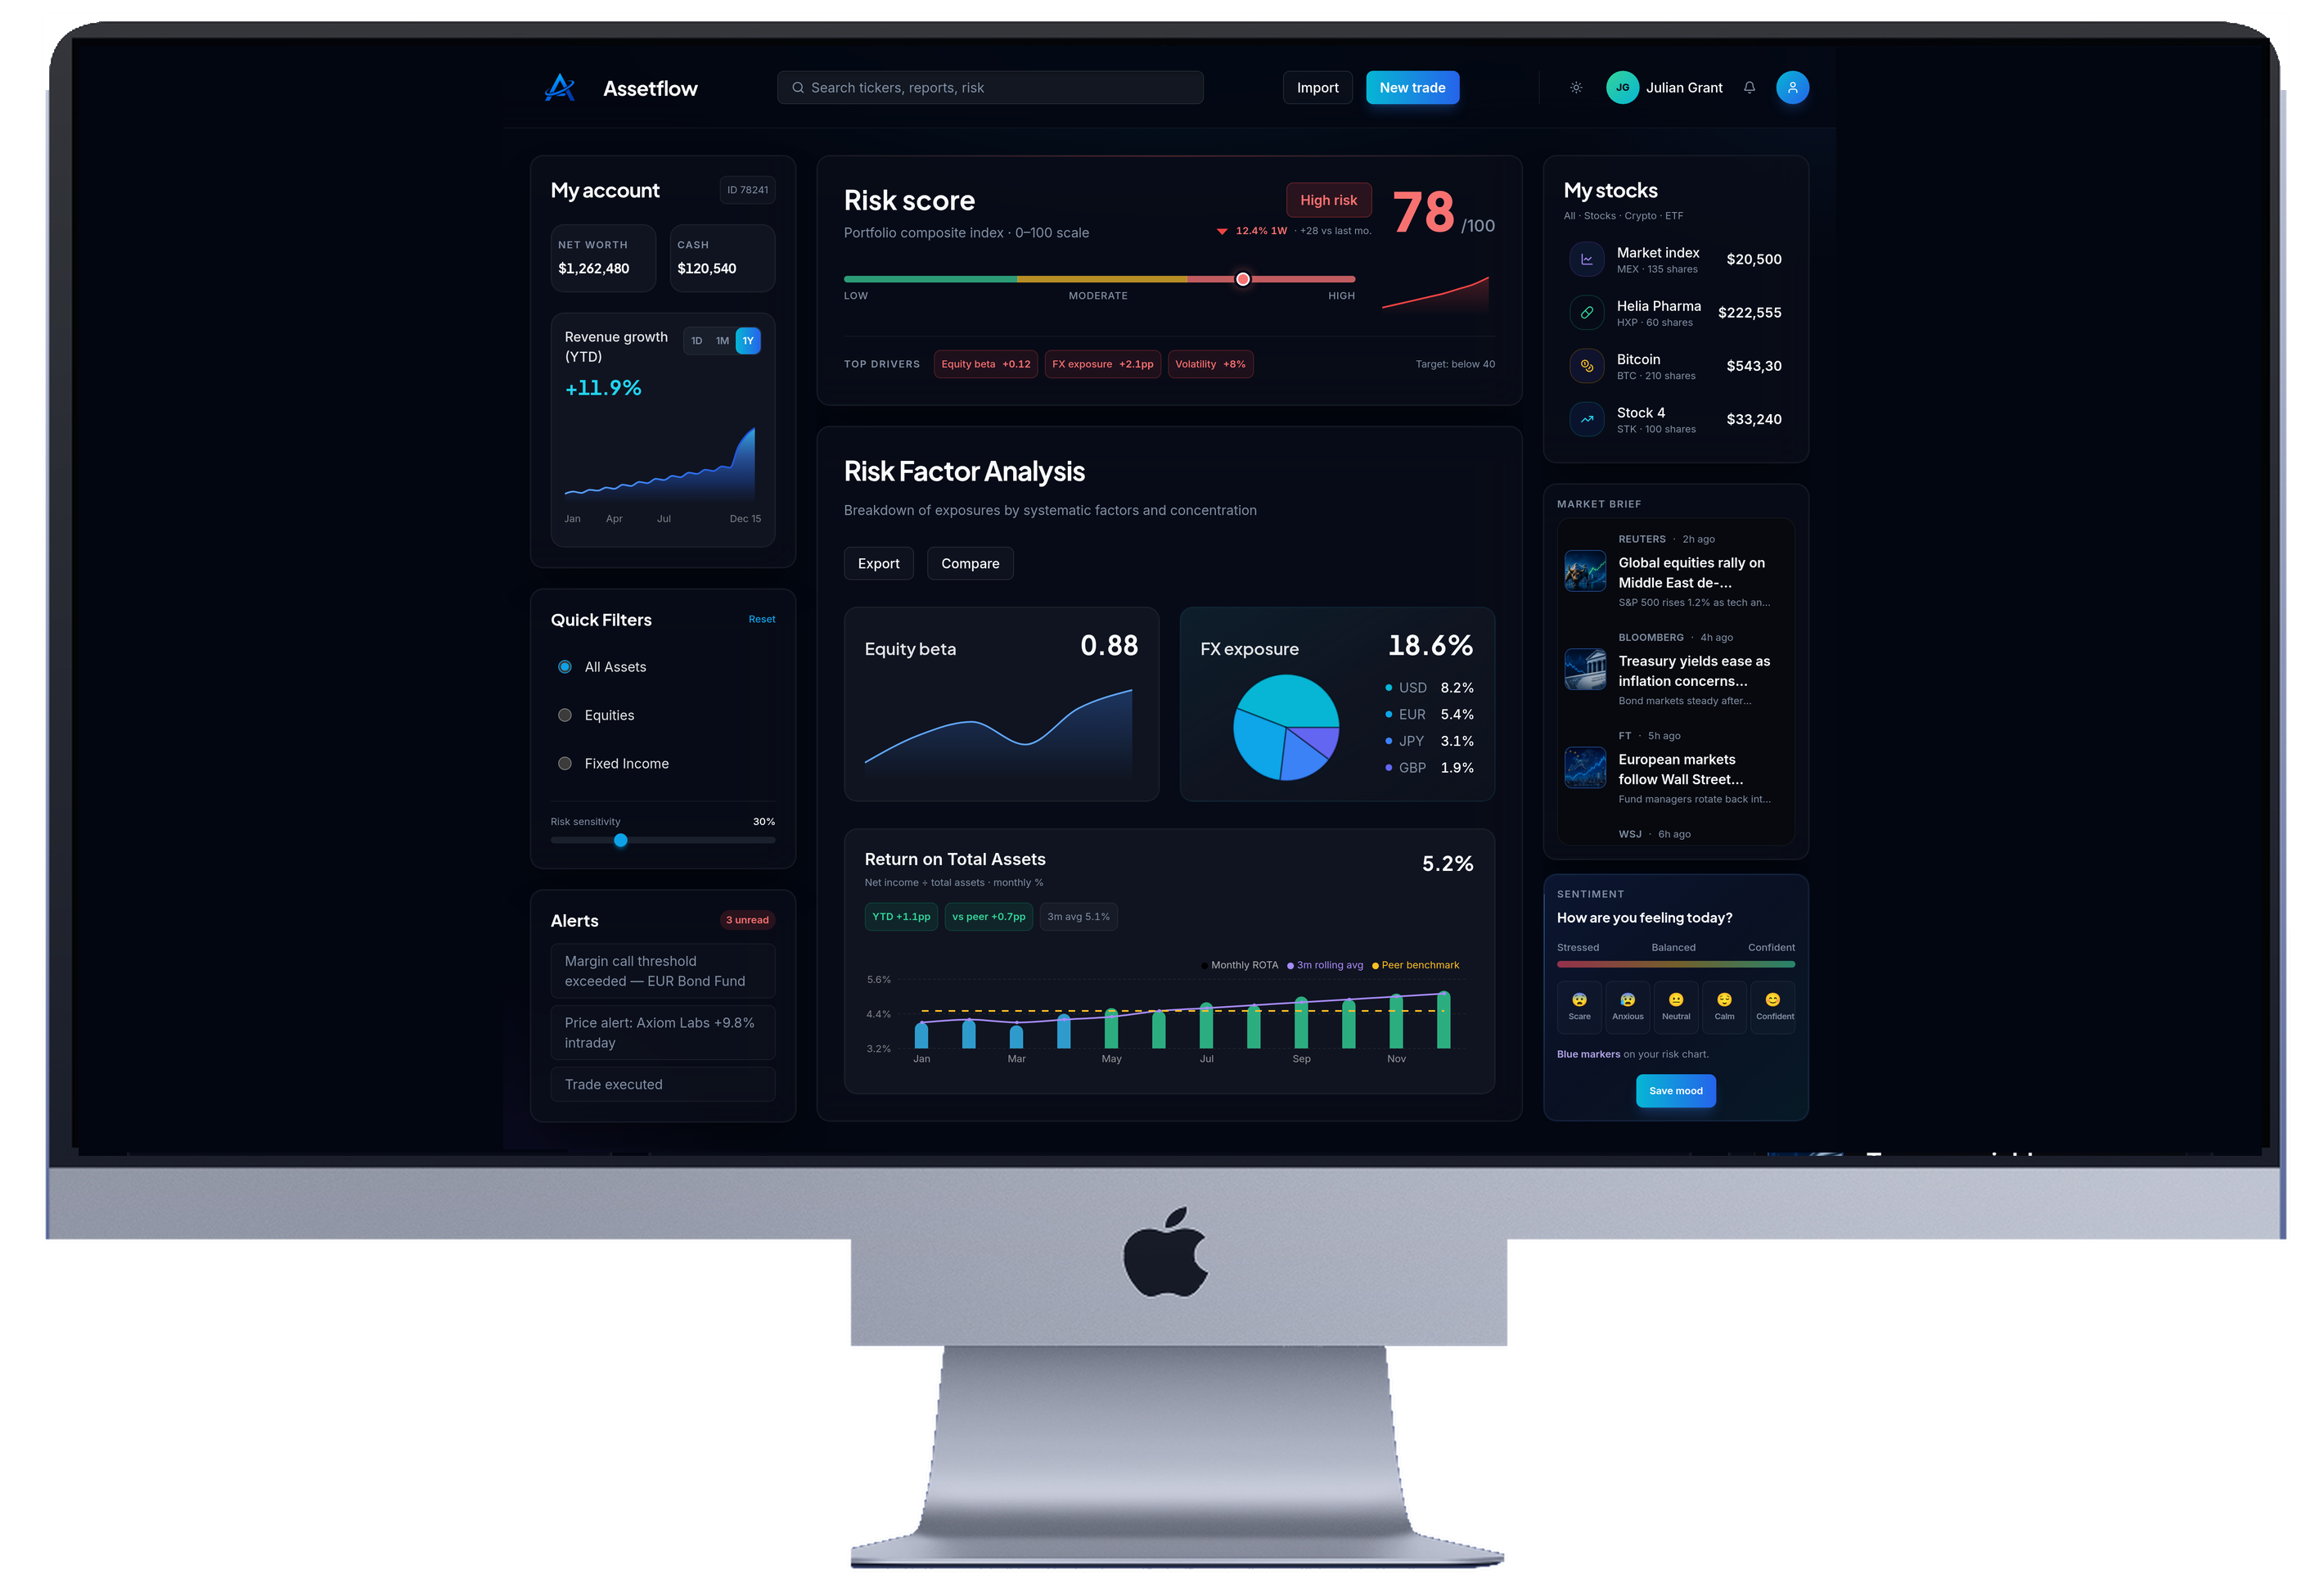 Assetflow
Search tickers, reports, risk
Import
New trade
JG
Julian Grant
My account
ID 78241
NET WORTH
$1,262,480
CASH
$120,540
Revenue growth
(YTD)
1D
1M
1Y
+11.9%
Jan
Apr
Jul
Dec 15
Quick Filters
Reset
All Assets
Equities
Fixed Income
Risk sensitivity
30%
Alerts
3 unread
Margin call threshold
exceeded — EUR Bond Fund
Price alert: Axiom Labs +9.8%
intraday
Trade executed
Risk score
Portfolio composite index · 0–100 scale
High risk
12.4% 1W · +28 vs last mo.
78 /100
LOW
MODERATE
HIGH
TOP DRIVERS
Equity beta +0.12
FX exposure +2.1pp
Volatility +8%
Target: below 40
Risk Factor Analysis
Breakdown of exposures by systematic factors and concentration
Export
Compare
Equity beta
0.88
FX exposure
18.6%
USD 8.2%
EUR 5.4%
JPY 3.1%
GBP 1.9%
Return on Total Assets
5.2%
Net income ÷ total assets · monthly %
YTD +1.1pp
vs peer +0.7pp
3m avg 5.1%
Monthly ROTA
3m rolling avg
Peer benchmark
5.6%
4.4%
3.2%
Jan
Mar
May
Jul
Sep
Nov
My stocks
All · Stocks · Crypto · ETF
Market index
MEX · 135 shares
$20,500
Helia Pharma
HXP · 60 shares
$222,555
Bitcoin
BTC · 210 shares
$543,30
Stock 4
STK · 100 shares
$33,240
MARKET BRIEF
REUTERS · 2h ago
Global equities rally on
Middle East de-...
S&P 500 rises 1.2% as tech an...
BLOOMBERG · 4h ago
Treasury yields ease as
inflation concerns...
Bond markets steady after...
FT · 5h ago
European markets
follow Wall Street...
Fund managers rotate back int...
WSJ · 6h ago
SENTIMENT
How are you feeling today?
Stressed
Balanced
Confident
Scare
Anxious
Neutral
Calm
Confident
Blue markers on your risk chart.
Save mood